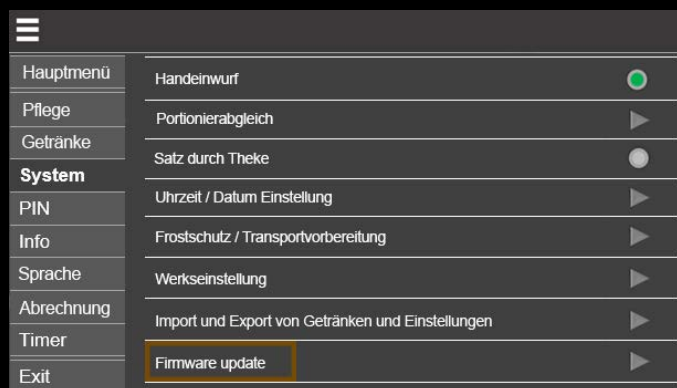 Hauptmenü
Pflege
Getränke
System
PIN
Info
Sprache
Abrechnung
Timer
Exit
Handeinwurf
Portionierabgleich
Satz durch Theke
Uhrzeit / Datum Einstellung
Frostschutz / Transportvorbereitung
Werkseinstellung
Import und Export von Getränken und Einstellungen
Firmware update